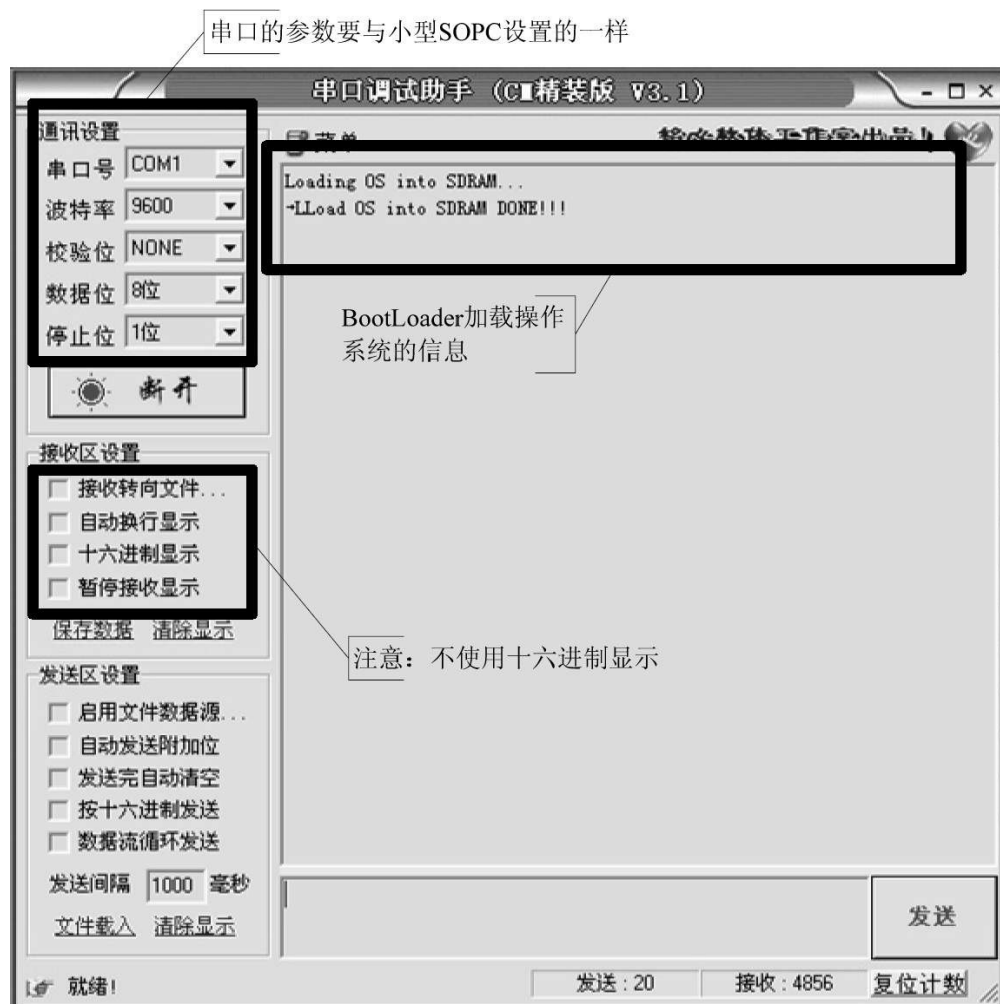 串口的参数要与小型SOPC设置的一样
串口调试助手 (CⅡ精装版 V3.1)
通讯设置
串口号 COM1
波特率 9600
校验位 NONE
数据位 8位
停止位 1位
断开
菜单
Loading OS into SDRAM...
LLoad OS into SDRAM DONE!!!
BootLoader加载操作
系统的信息
接收区设置
接收转向文件...
自动换行显示
十六进制显示
暂停接收显示
保存数据 清除显示
注意：不使用十六进制显示
发送区设置
启用文件数据源...
自动发送附加位
发送完自动清空
按十六进制发送
数据流循环发送
发送间隔 1000 毫秒
文件载入 清除显示
发送
就绪!
发送 : 20
接收 : 4856
复位计数